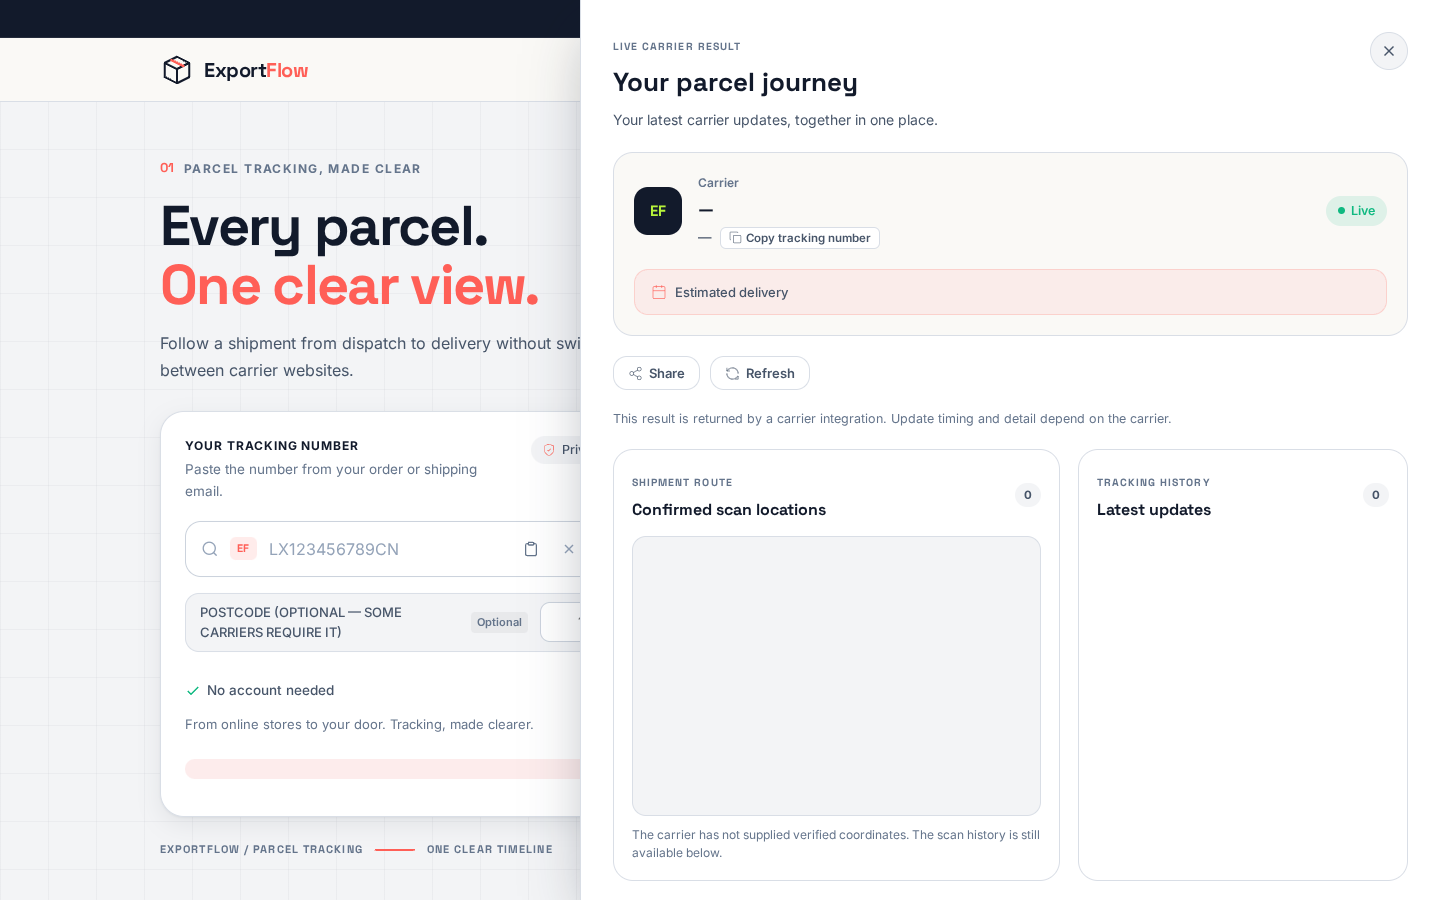 ExportFlow
01 PARCEL TRACKING, MADE CLEAR
Every parcel.
One clear view.
Follow a shipment from dispatch to delivery without swi
between carrier websites.
YOUR TRACKING NUMBER
Paste the number from your order or shipping
email.
Priv
EF LX123456789CN
POSTCODE (OPTIONAL — SOME
CARRIERS REQUIRE IT)
Optional
No account needed
From online stores to your door. Tracking, made clearer.
EXPORTFLOW / PARCEL TRACKING
ONE CLEAR TIMELINE
LIVE CARRIER RESULT
Your parcel journey
Your latest carrier updates, together in one place.
EF
Carrier
—
— Copy tracking number
Live
Estimated delivery
Share
Refresh
This result is returned by a carrier integration. Update timing and detail depend on the carrier.
SHIPMENT ROUTE
Confirmed scan locations
0
The carrier has not supplied verified coordinates. The scan history is still
available below.
TRACKING HISTORY
Latest updates
0